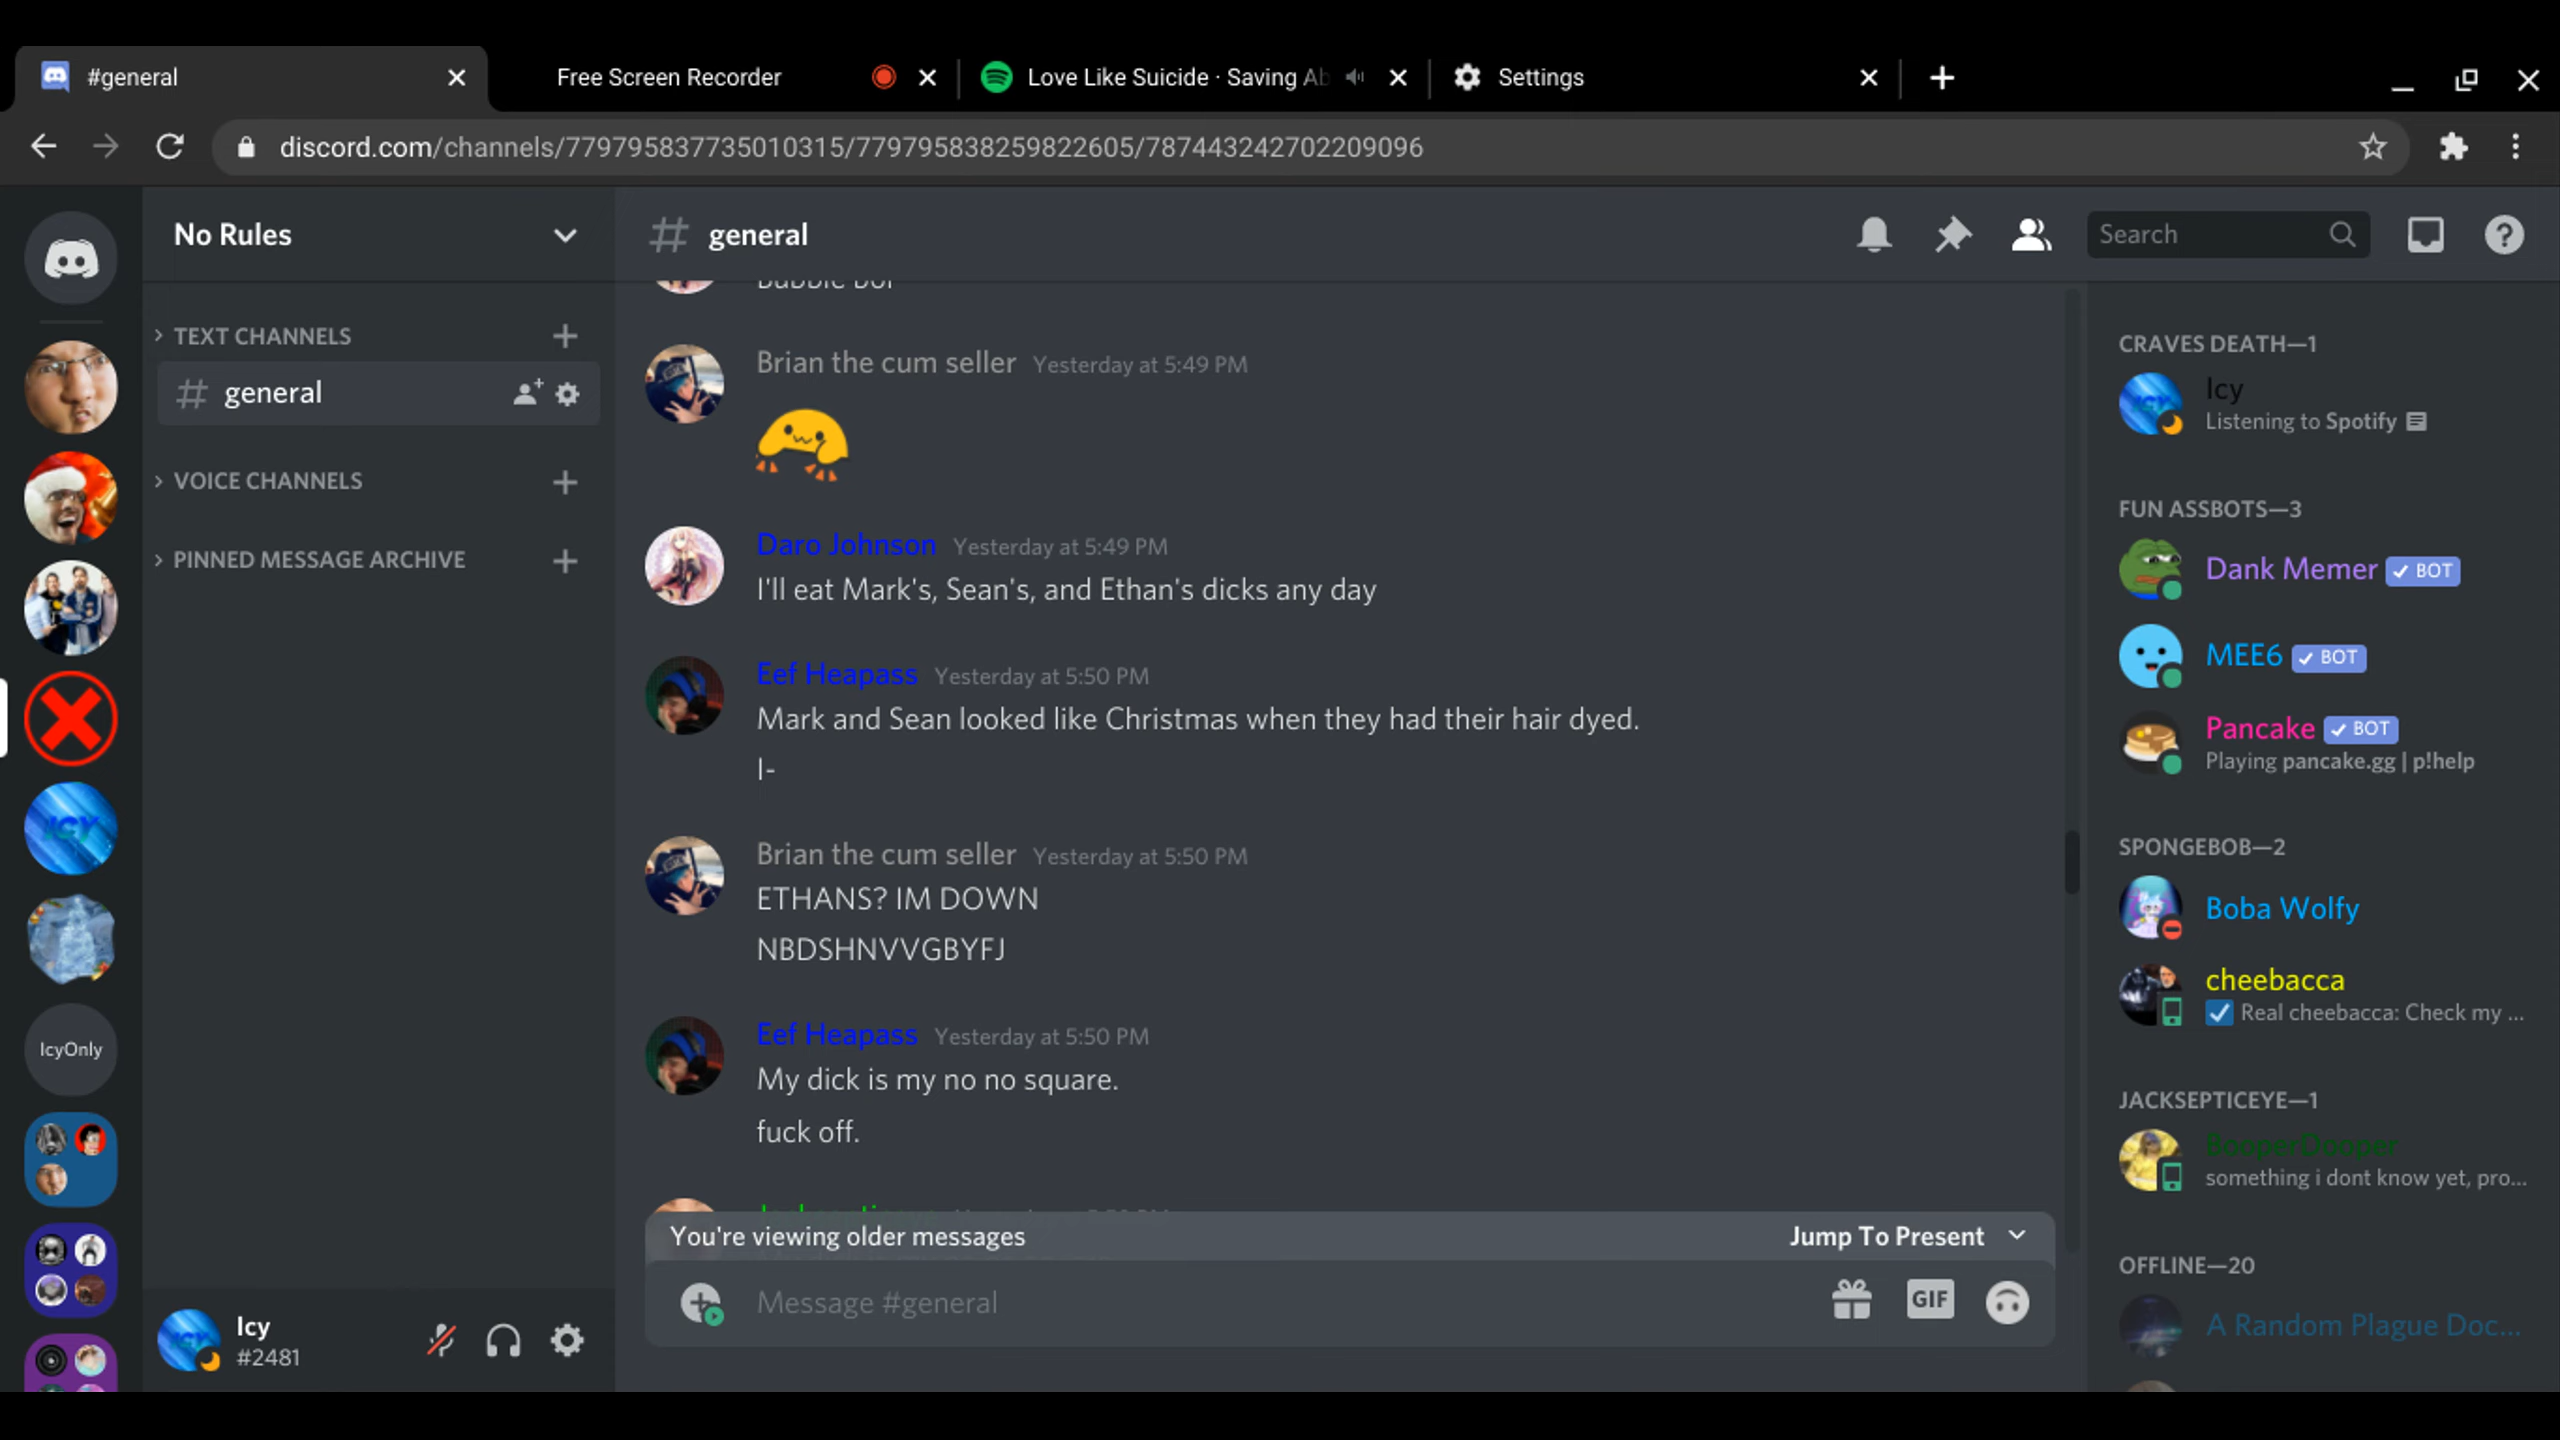 #general
Free Screen Recorder
Love Like Suicide · Saving Ab
Settings
discord.com/channels/779795837735010315/779795838259822605/787443242702209096
No Rules
general
Search
TEXT CHANNELS
general
VOICE CHANNELS
PINNED MESSAGE ARCHIVE
Brian the cum seller Yesterday at 5:49 PM
Daro Johnson Yesterday at 5:49 PM
I'll eat Mark's, Sean's, and Ethan's dicks any day
Eef Heapass Yesterday at 5:50 PM
Mark and Sean looked like Christmas when they had their hair dyed.
I-
Brian the cum seller Yesterday at 5:50 PM
ETHANS? IM DOWN
NBDSHNVVGBYFJ
Eef Heapass Yesterday at 5:50 PM
My dick is my no no square.
fuck off.
You're viewing older messages
Jump To Present
Message #general
GIF
CRAVES DEATH—1
Icy
Listening to Spotify
FUN ASSBOTS—3
Dank Memer ✓ BOT
MEE6 ✓ BOT
Pancake ✓ BOT
Playing pancake.gg | p!help
SPONGEBOB—2
Boba Wolfy
cheebacca
Real cheebacca: Check my ...
JACKSEPTICEYE—1
BooperDooper
something i dont know yet, pro...
OFFLINE—20
A Random Plague Doc...
ICY
IcyOnly
Icy
#2481